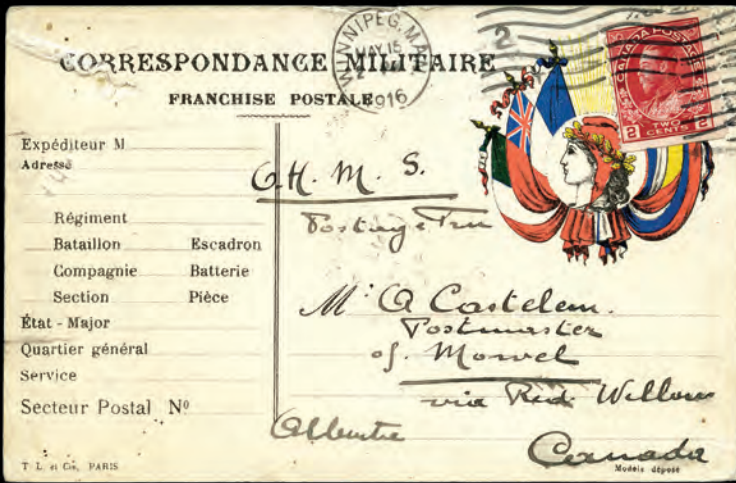 CORRESPONDANCE MILITAIRE
FRANCHISE POSTALE
WINNIPEG, MAN.
MAY 15
2
1916
2
CANADA POSTAGE
2 TWO CENTS 2
Expéditeur M
Adresse
Régiment
Bataillon Escadron
Compagnie Batterie
Section Pièce
État - Major
Quartier général
Service
Secteur Postal Nº
T. L. et Cie, PARIS
O.H.M.S.
Postage Free
Mr A Castelein.
Postmaster
of
via Red Willow
Alberta
Canada
Modèle déposé